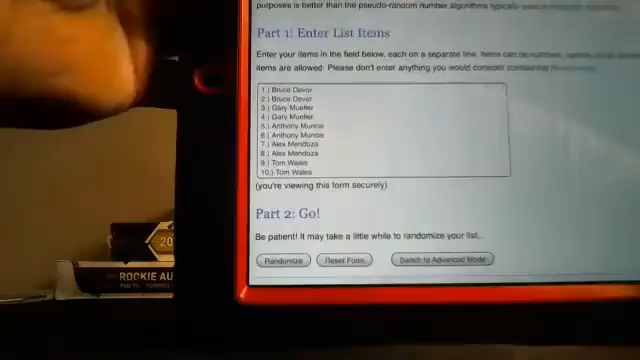 purposes is better than the pseudo-random number algorithms typically
Part 1: Enter List Items
Enter your items in the field below, each on a separate line. Items can be numbers,
items are allowed. Please don't enter anything you would consider confidential
1.) Bruce Devor
2.) Bruce Devor
3.) Gary Mueller
4.) Gary Mueller
5.) Anthony Munnis
6.) Anthony Munnis
7.) Alex Mendoza
8.) Alex Mendoza
9.) Tom Wales
10.) Tom Wales
(you're viewing this form securely)
Part 2: Go!
Be patient! It may take a little while to randomize your list...
Randomize Reset Form Switch to Advanced Mode
20
ROOKIE AU